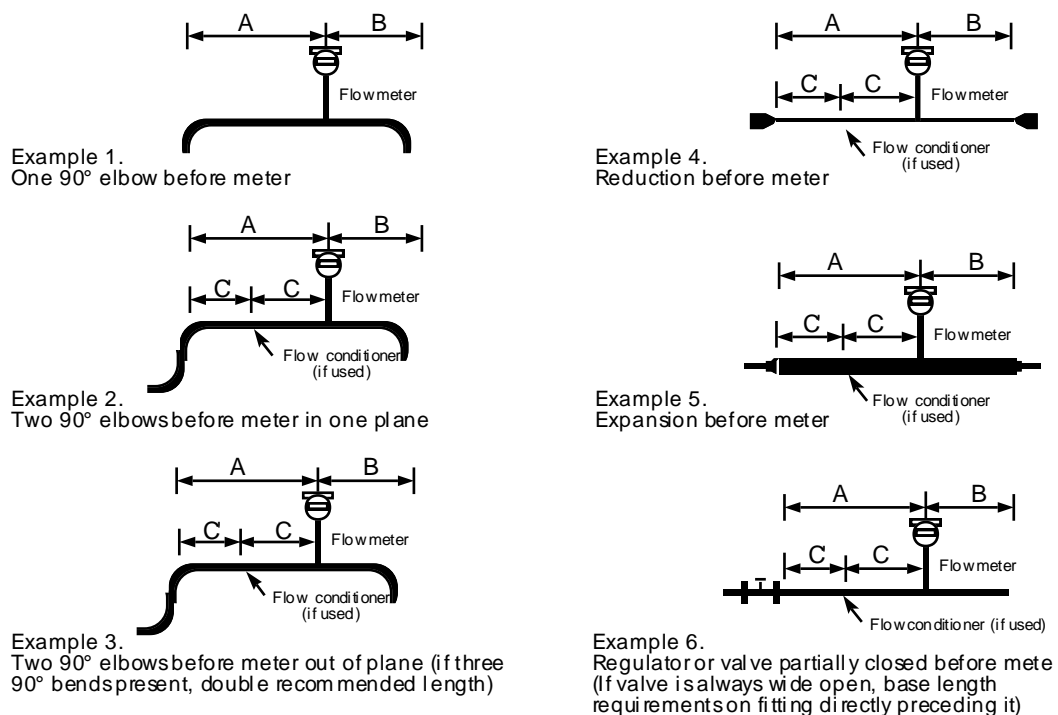 A B
Flowmeter
Example 1.
One 90° elbow before meter
A B
C C
Flowmeter
Flow conditioner
(if used)
Example 2.
Two 90° elbows before meter in one plane
A B
C C
Flowmeter
Flow conditioner
(if used)
Example 3.
Two 90° elbows before meter out of plane (if three
90° bends present, double recommended length)
A B
C C
Flowmeter
Flow conditioner
(if used)
Example 4.
Reduction before meter
A B
C C
Flowmeter
Flow conditioner
(if used)
Example 5.
Expansion before meter
A B
C C
Flowmeter
Flow conditioner (if used)
Example 6.
Regulator or valve partially closed before mete
(If valve is always wide open, base length
requirements on fitting directly preceding it)